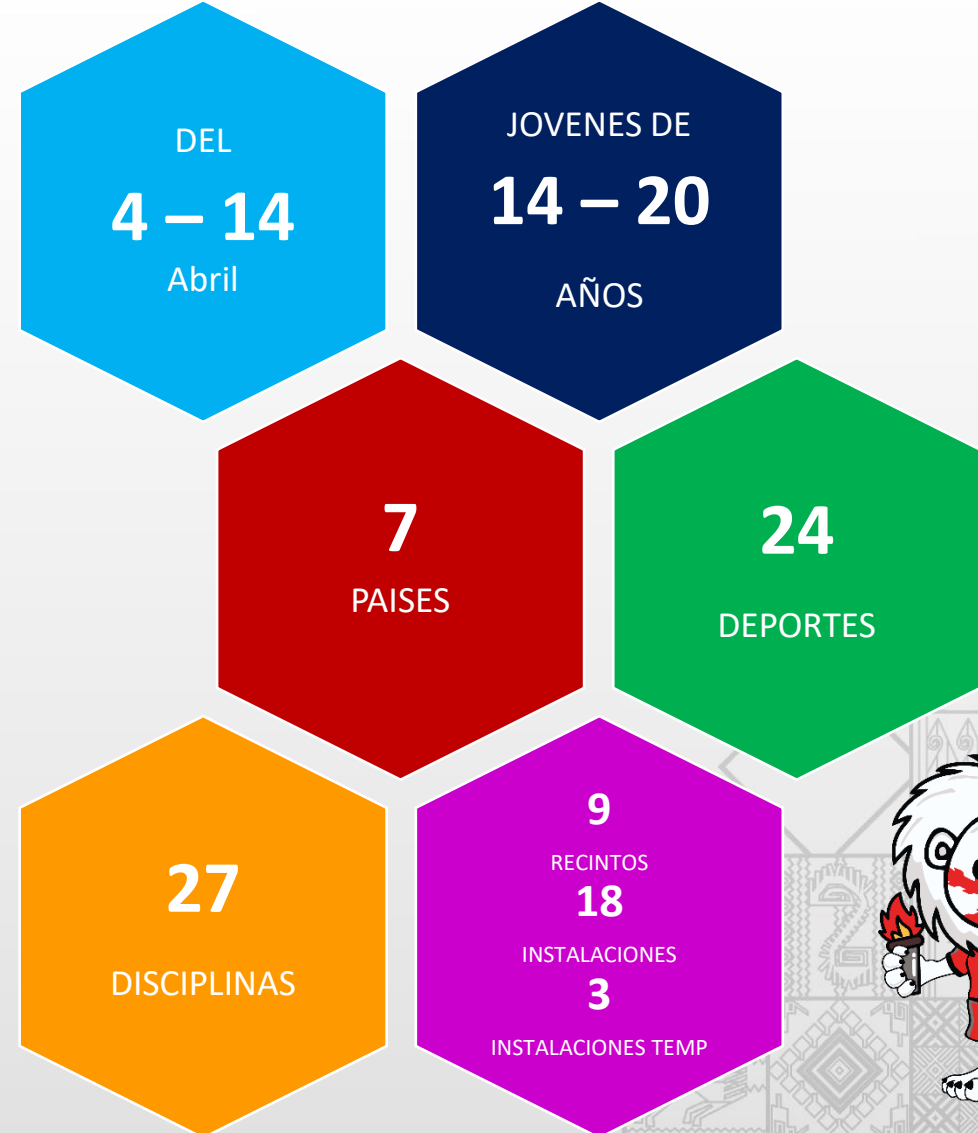 DEL
4 – 14
Abril
JOVENES DE
14 – 20
AÑOS
7
PAISES
24
DEPORTES
27
DISCIPLINAS
9
RECINTOS
18
INSTALACIONES
3
INSTALACIONES TEMP